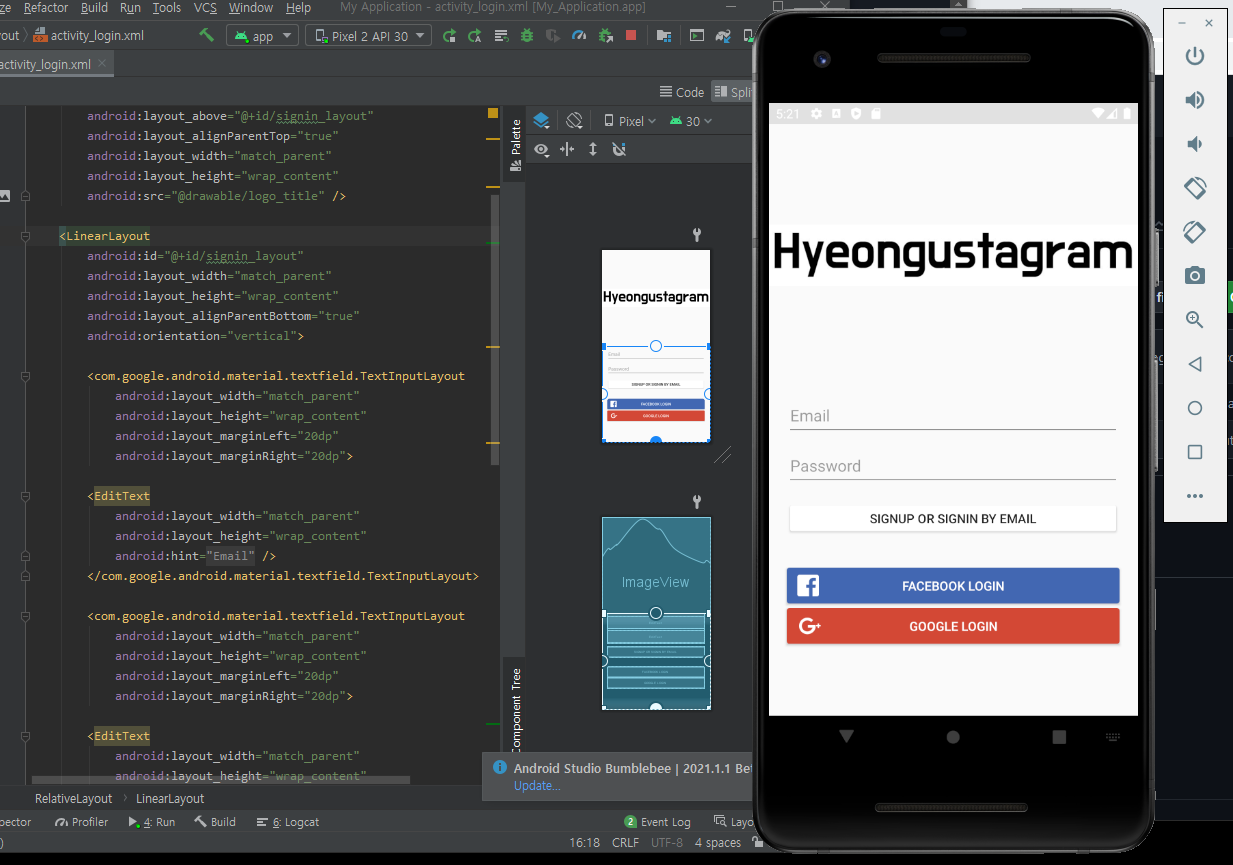 ze Refactor Build Run Tools VCS Window Help My Application - activity_login.xml [My_Application.app]
yout activity_login.xml app Pixel 2 API 30
activity_login.xml
Code Split
android:layout_above="@+id/signin_layout"
android:layout_alignParentTop="true"
android:layout_width="match_parent"
android:layout_height="wrap_content"
android:src="@drawable/logo_title" />
<LinearLayout
android:id="@+id/signin_layout"
android:layout_width="match_parent"
android:layout_height="wrap_content"
android:layout_alignParentBottom="true"
android:orientation="vertical">
<com.google.android.material.textfield.TextInputLayout
android:layout_width="match_parent"
android:layout_height="wrap_content"
android:layout_marginLeft="20dp"
android:layout_marginRight="20dp">
<EditText
android:layout_width="match_parent"
android:layout_height="wrap_content"
android:hint="Email" />
</com.google.android.material.textfield.TextInputLayout>
<com.google.android.material.textfield.TextInputLayout
android:layout_width="match_parent"
android:layout_height="wrap_content"
android:layout_marginLeft="20dp"
android:layout_marginRight="20dp">
<EditText
android:layout_width="match_parent"
android:layout_height="wrap_content"
Palette
Pixel 30
Hyeongustagram
Email
Password
SIGNUP OR SIGNIN BY EMAIL
FACEBOOK LOGIN
GOOGLE LOGIN
ImageView
Component Tree
Android Studio Bumblebee | 2021.1.1 Bet
Update...
RelativeLayout LinearLayout
pector Profiler 4: Run Build 6: Logcat 2 Event Log Layo
16:18 CRLF UTF-8 4 spaces
5:21
Hyeongustagram
Email
Password
SIGNUP OR SIGNIN BY EMAIL
FACEBOOK LOGIN
G+ GOOGLE LOGIN